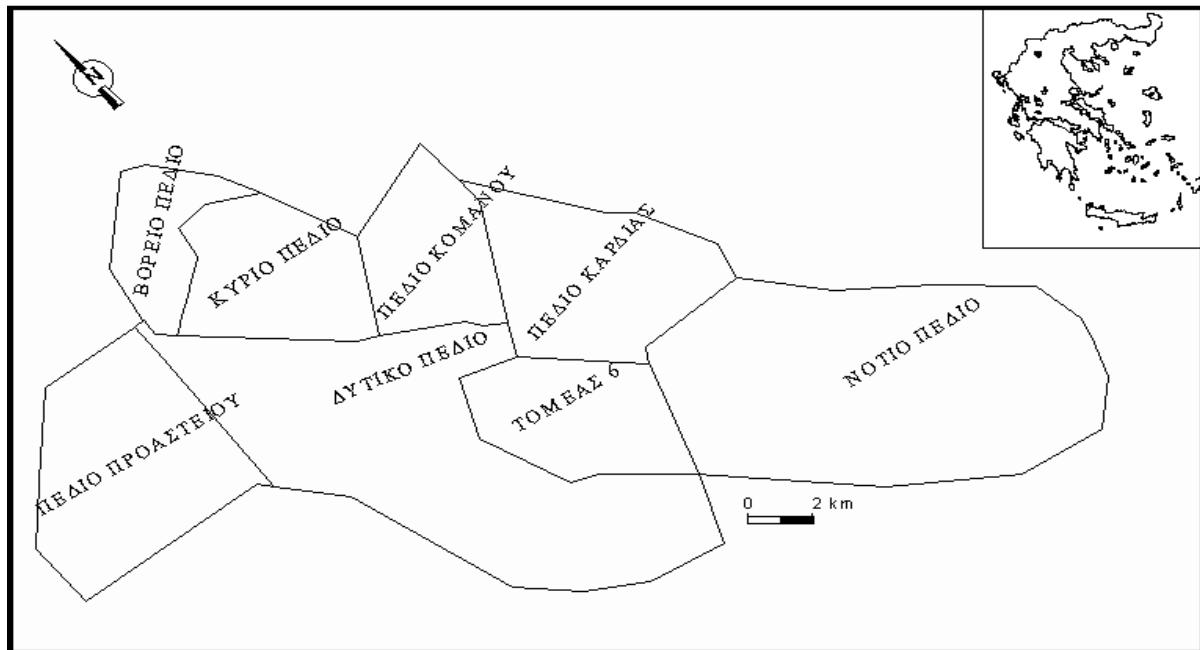 N
ΒΟΡΕΙΟ ΠΕΔΙΟ
ΚΥΡΙΟ ΠΕΔΙΟ
ΠΕΔΙΟ ΚΟΜΑΝΟΥ
ΠΕΔΙΟ ΚΑΡΔΙΑΣ
ΝΟΤΙΟ ΠΕΔΙΟ
ΔΥΤΙΚΟ ΠΕΔΙΟ
ΤΟΜΕΑΣ 6
ΠΕΔΙΟ ΠΡΟΑΣΤΕΙΟΥ
0 2 km